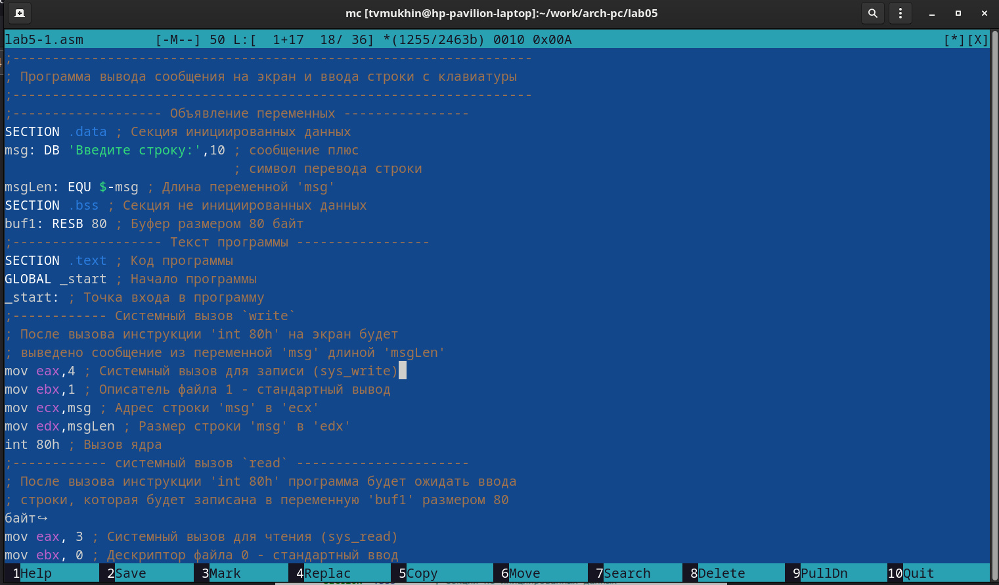 mc [tvmukhin@hp-pavilion-laptop]:~/work/arch-pc/lab05
lab5-1.asm [-M--] 50 L:[ 1+17 18/ 36] *(1255/2463b) 0010 0x00A [*][X]
;------------------------------------------------------------------
; Программа вывода сообщения на экран и ввода строки с клавиатуры
;------------------------------------------------------------------
;------------------- Объявление переменных ----------------
SECTION .data ; Секция инициированных данных
msg: DB 'Введите строку:',10 ; сообщение плюс
; символ перевода строки
msgLen: EQU $-msg ; Длина переменной 'msg'
SECTION .bss ; Секция не инициированных данных
buf1: RESB 80 ; Буфер размером 80 байт
;------------------- Текст программы -----------------
SECTION .text ; Код программы
GLOBAL _start ; Начало программы
_start: ; Точка входа в программу
;------------ Системный вызов `write`
; После вызова инструкции 'int 80h' на экран будет
; выведено сообщение из переменной 'msg' длиной 'msgLen'
mov eax,4 ; Системный вызов для записи (sys_write)
mov ebx,1 ; Описатель файла 1 - стандартный вывод
mov ecx,msg ; Адрес строки 'msg' в 'ecx'
mov edx,msgLen ; Размер строки 'msg' в 'edx'
int 80h ; Вызов ядра
;------------ системный вызов `read` ----------------------
; После вызова инструкции 'int 80h' программа будет ожидать ввода
; строки, которая будет записана в переменную 'buf1' размером 80
байт↪
mov eax, 3 ; Системный вызов для чтения (sys_read)
mov ebx, 0 ; Дескриптор файла 0 - стандартный ввод
1Help 2Save 3Mark 4Replac 5Copy 6Move 7Search 8Delete 9PullDn 10Quit